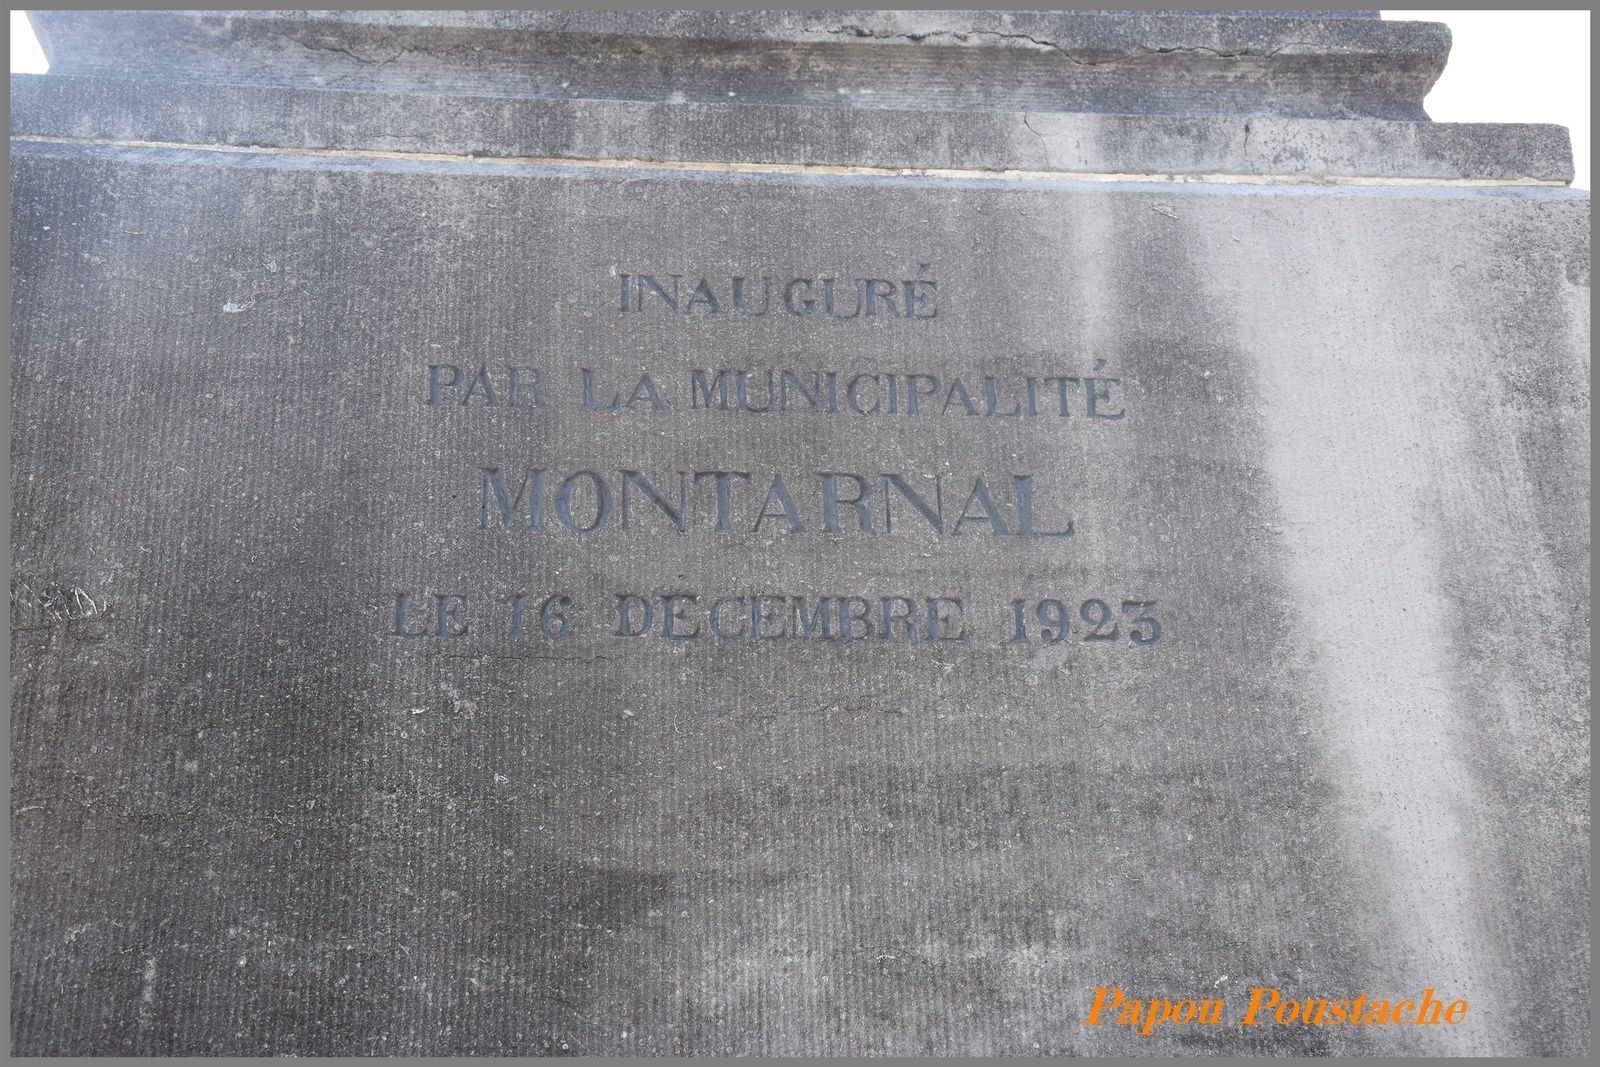 INAUGURÉ
PAR LA MUNICIPALITÉ
MONTARNAL
LE 16 DECEMBRE 1923
Papou Poustache